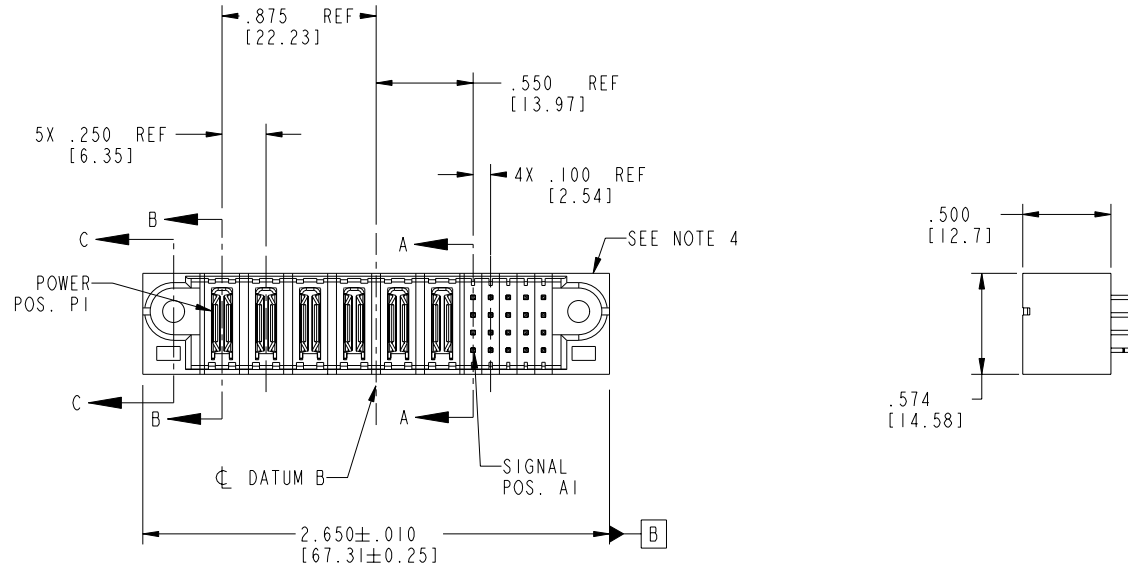 .875 REF
[22.23]
.550 REF
[13.97]
5X .250 REF
[6.35]
4X .100 REF
[2.54]
B
C
A
SEE NOTE 4
POWER
POS. P1
.500
[12.7]
C
B
A
.574
[14.58]
℄ DATUM B
SIGNAL
POS. A1
2.650±.010
[67.31±0.25]
B